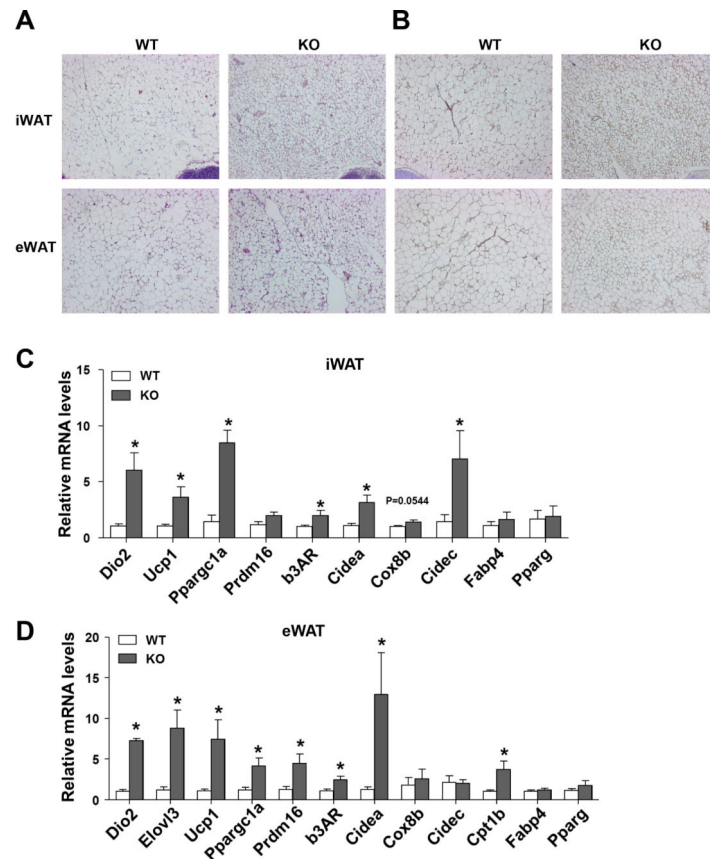 A B
WT KO WT KO
iWAT
eWAT
C iWAT
WT
KO
Relative mRNA levels
15
10
5
0
* * * * * P=0.0544 *
Dio2 Ucp1 Ppargc1a Prdm16 b3AR Cidea Cox8b Cidec Fabp4 Pparg
D eWAT
WT
KO
Relative mRNA levels
20
15
10
5
0
* * * * * * * *
Dio2 Elovl3 Ucp1 Ppargc1a Prdm16 b3AR Cidea Cox8b Cidec Cpt1b Fabp4 Pparg